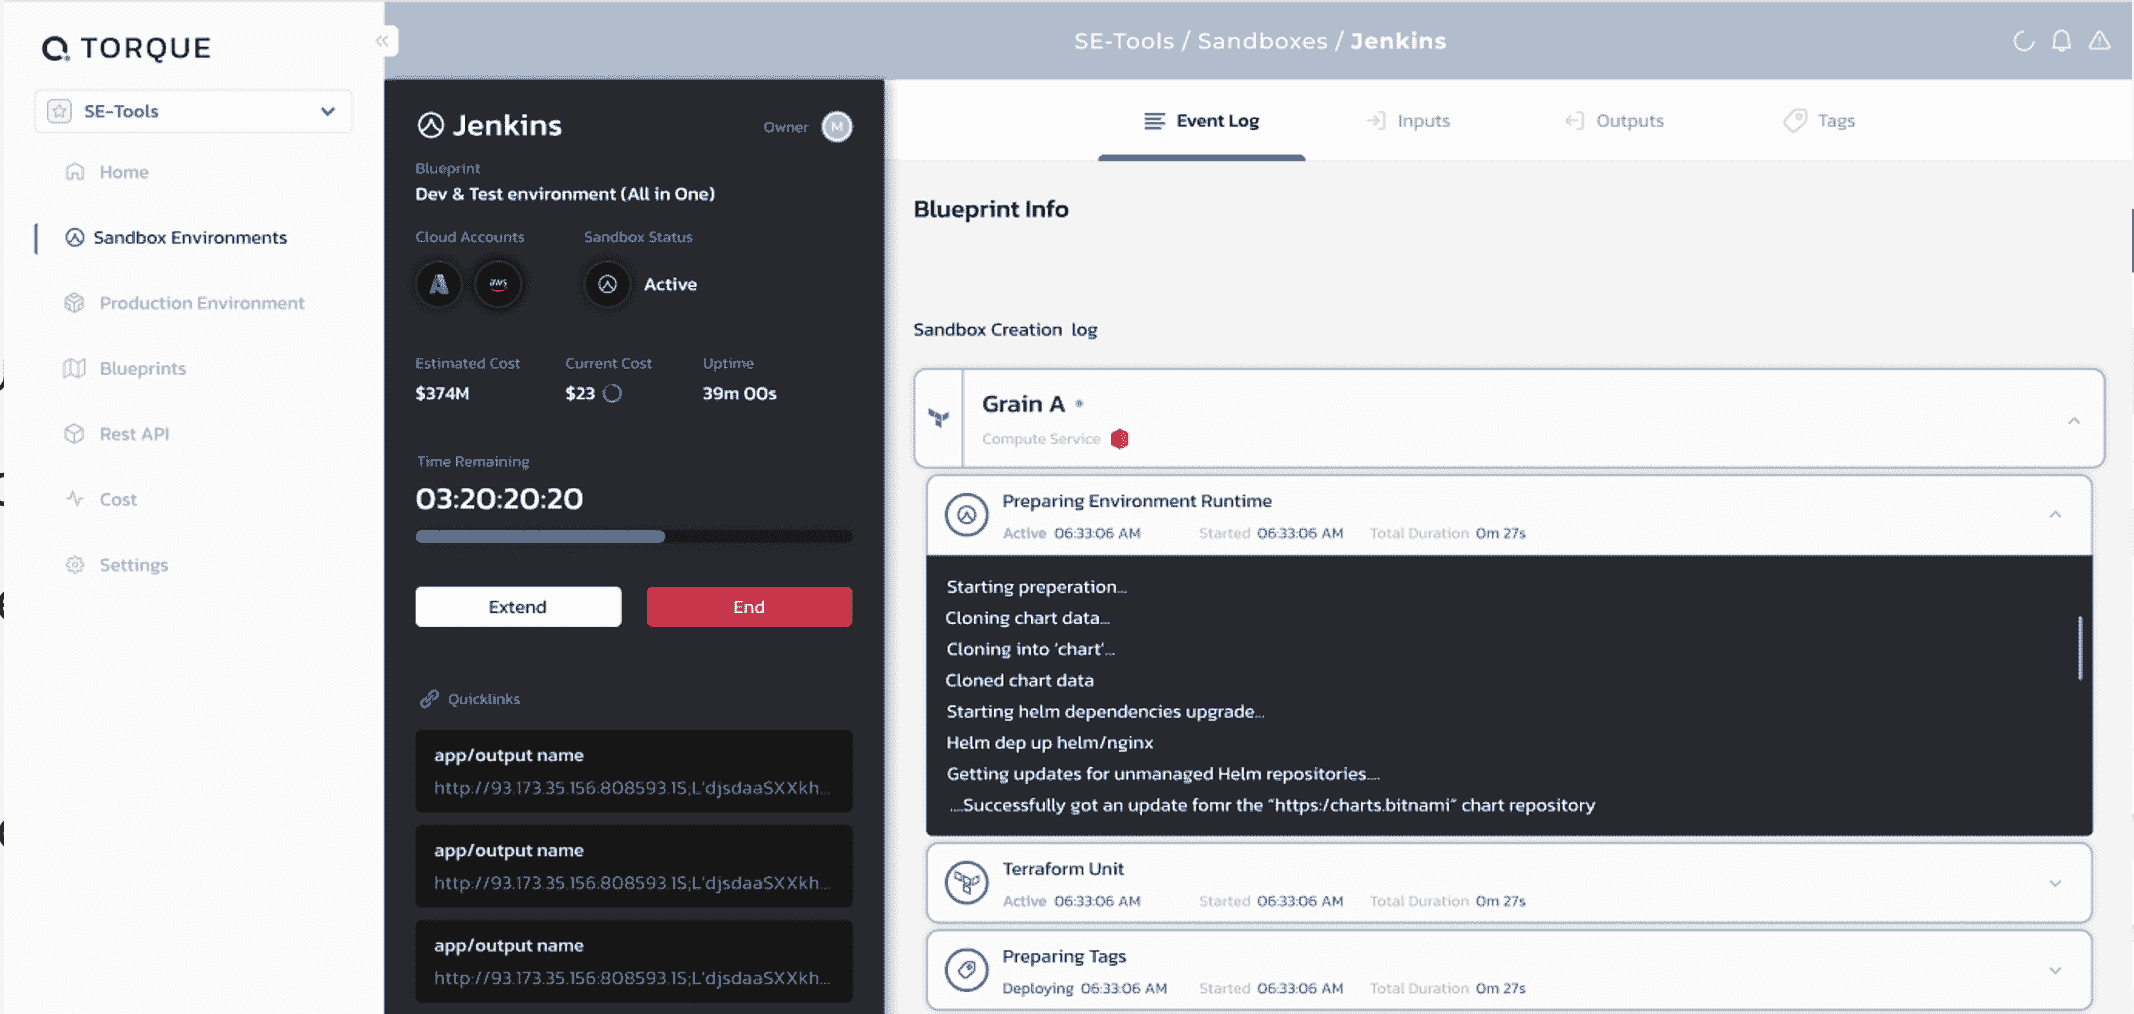 TORQUE
SE-Tools
Home
Sandbox Environments
Production Environment
Blueprints
Rest API
Cost
Settings
SE-Tools / Sandboxes / Jenkins
Jenkins
Owner M
Blueprint
Dev & Test environment (All in One)
Cloud Accounts Sandbox Status
aws Active
Estimated Cost Current Cost Uptime
$374M $23 39m 00s
Time Remaining
03:20:20:20
Extend End
Quicklinks
app/output name
http://93.173.35.156:808593.1S;L'djsdaaSXXkh...
app/output name
http://93.173.35.156:808593.1S;L'djsdaaSXXkh...
app/output name
http://93.173.35.156:808593.1S;L'djsdaaSXXkh...
Event Log Inputs Outputs Tags
Blueprint Info
Sandbox Creation log
Grain A
Compute Service
Preparing Environment Runtime
Active 06:33:06 AM Started 06:33:06 AM Total Duration 0m 27s
Starting preperation...
Cloning chart data...
Cloning into 'chart'...
Cloned chart data
Starting helm dependencies upgrade...
Helm dep up helm/nginx
Getting updates for unmanaged Helm repositories....
....Successfully got an update fomr the "https:/charts.bitnami" chart repository
Terraform Unit
Active 06:33:06 AM Started 06:33:06 AM Total Duration 0m 27s
Preparing Tags
Deploying 06:33:06 AM Started 06:33:06 AM Total Duration 0m 27s